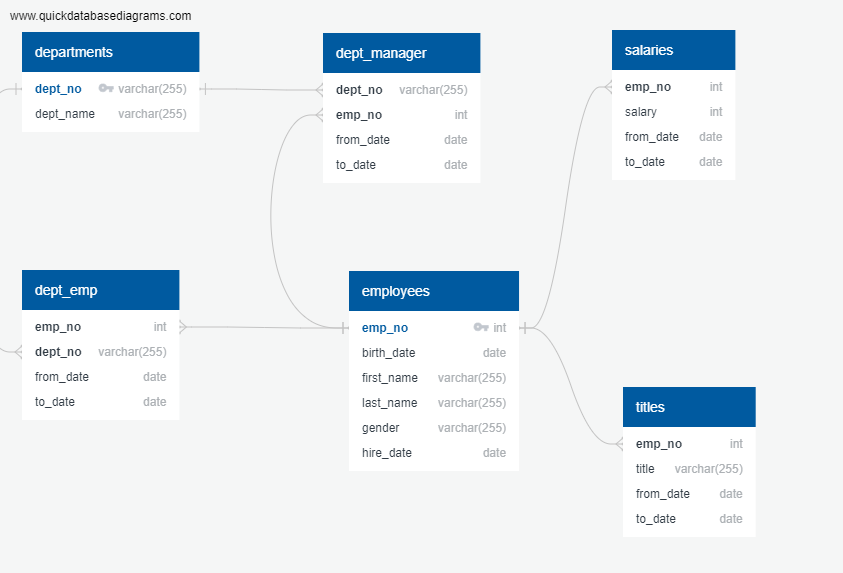 www.quickdatabasediagrams.com
departments
dept_no varchar(255)
dept_name varchar(255)
dept_manager
dept_no varchar(255)
emp_no int
from_date date
to_date date
salaries
emp_no int
salary int
from_date date
to_date date
dept_emp
emp_no int
dept_no varchar(255)
from_date date
to_date date
employees
emp_no int
birth_date date
first_name varchar(255)
last_name varchar(255)
gender varchar(255)
hire_date date
titles
emp_no int
title varchar(255)
from_date date
to_date date